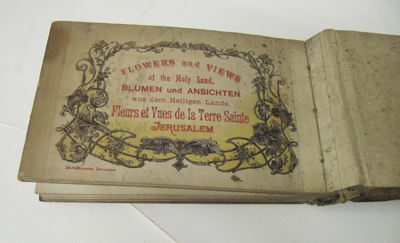 FLOWERS and VIEWS
of the Holy Land,
BLUMEN und ANSICHTEN
aus dem Heiligen Lande
Fleurs et Vues de la Terre Sainte
JERUSALEM
Jerusalem